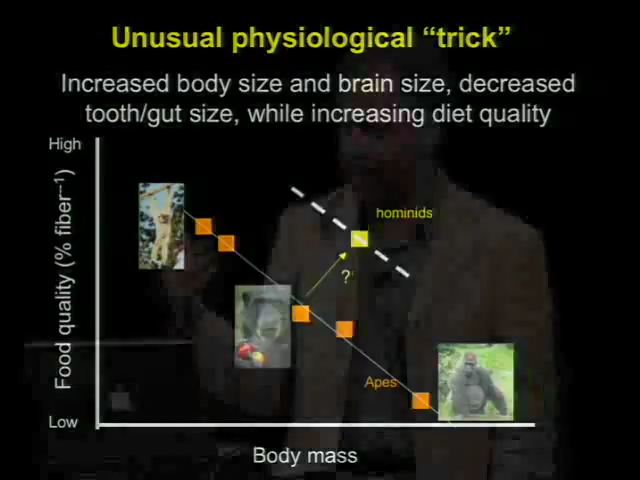 Unusual physiological “trick”
Increased body size and brain size, decreased
tooth/gut size, while increasing diet quality
High
Food quality (% fiber⁻¹)
hominids
?
Apes
Low
Body mass